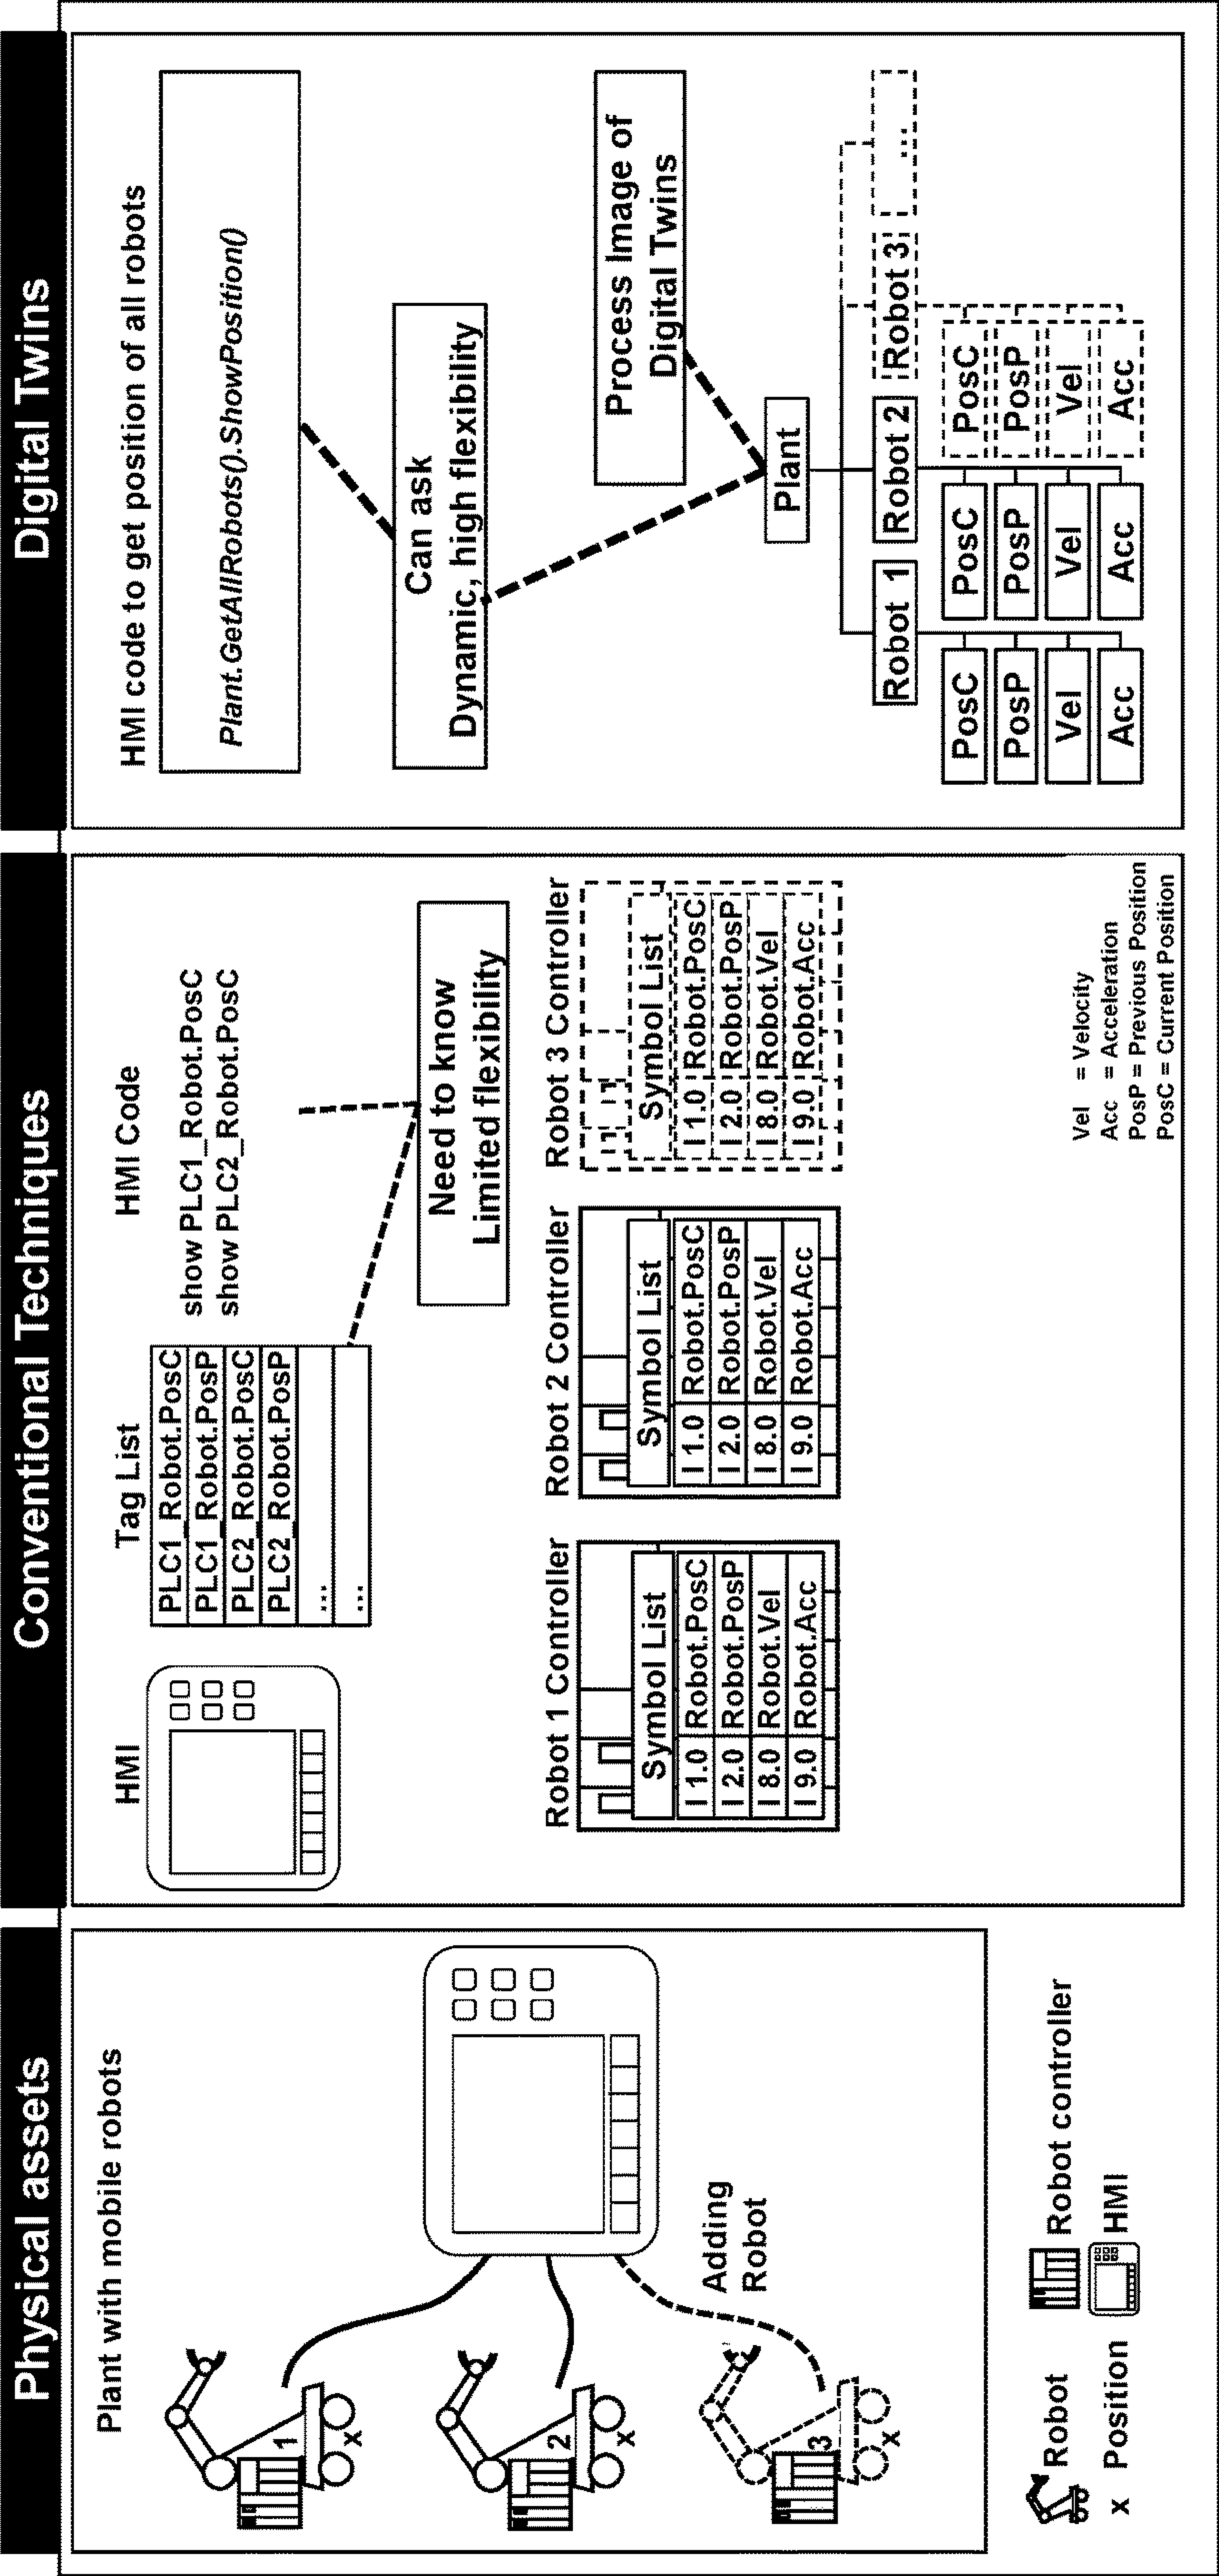 Physical assets
Plant with mobile robots
1
x
2
x
3
x
Adding
Robot
Robot
Robot controller
x Position
HMI
Conventional Techniques
HMI
Tag List
PLC1_Robot.PosC
PLC1_Robot.PosP
PLC2_Robot.PosC
PLC2_Robot.PosP
...
...
HMI Code
show PLC1_Robot.PosC
show PLC2_Robot.PosC
Need to know
Limited flexibility
Robot 1 Controller
Symbol List
I 1.0 Robot.PosC
I 2.0 Robot.PosP
I 8.0 Robot.Vel
I 9.0 Robot.Acc
Robot 2 Controller
Symbol List
I 1.0 Robot.PosC
I 2.0 Robot.PosP
I 8.0 Robot.Vel
I 9.0 Robot.Acc
Robot 3 Controller
Symbol List
I 1.0 Robot.PosC
I 2.0 Robot.PosP
I 8.0 Robot.Vel
I 9.0 Robot.Acc
Vel = Velocity
Acc = Acceleration
PosP = Previous Position
PosC = Current Position
Digital Twins
HMI code to get position of all robots
Plant.GetAllRobots().ShowPosition()
Can ask
Dynamic, high flexibility
Process Image of
Digital Twins
Plant
Robot 1
PosC
PosP
Vel
Acc
Robot 2
PosC
PosP
Vel
Acc
Robot 3
PosC
PosP
Vel
Acc
...